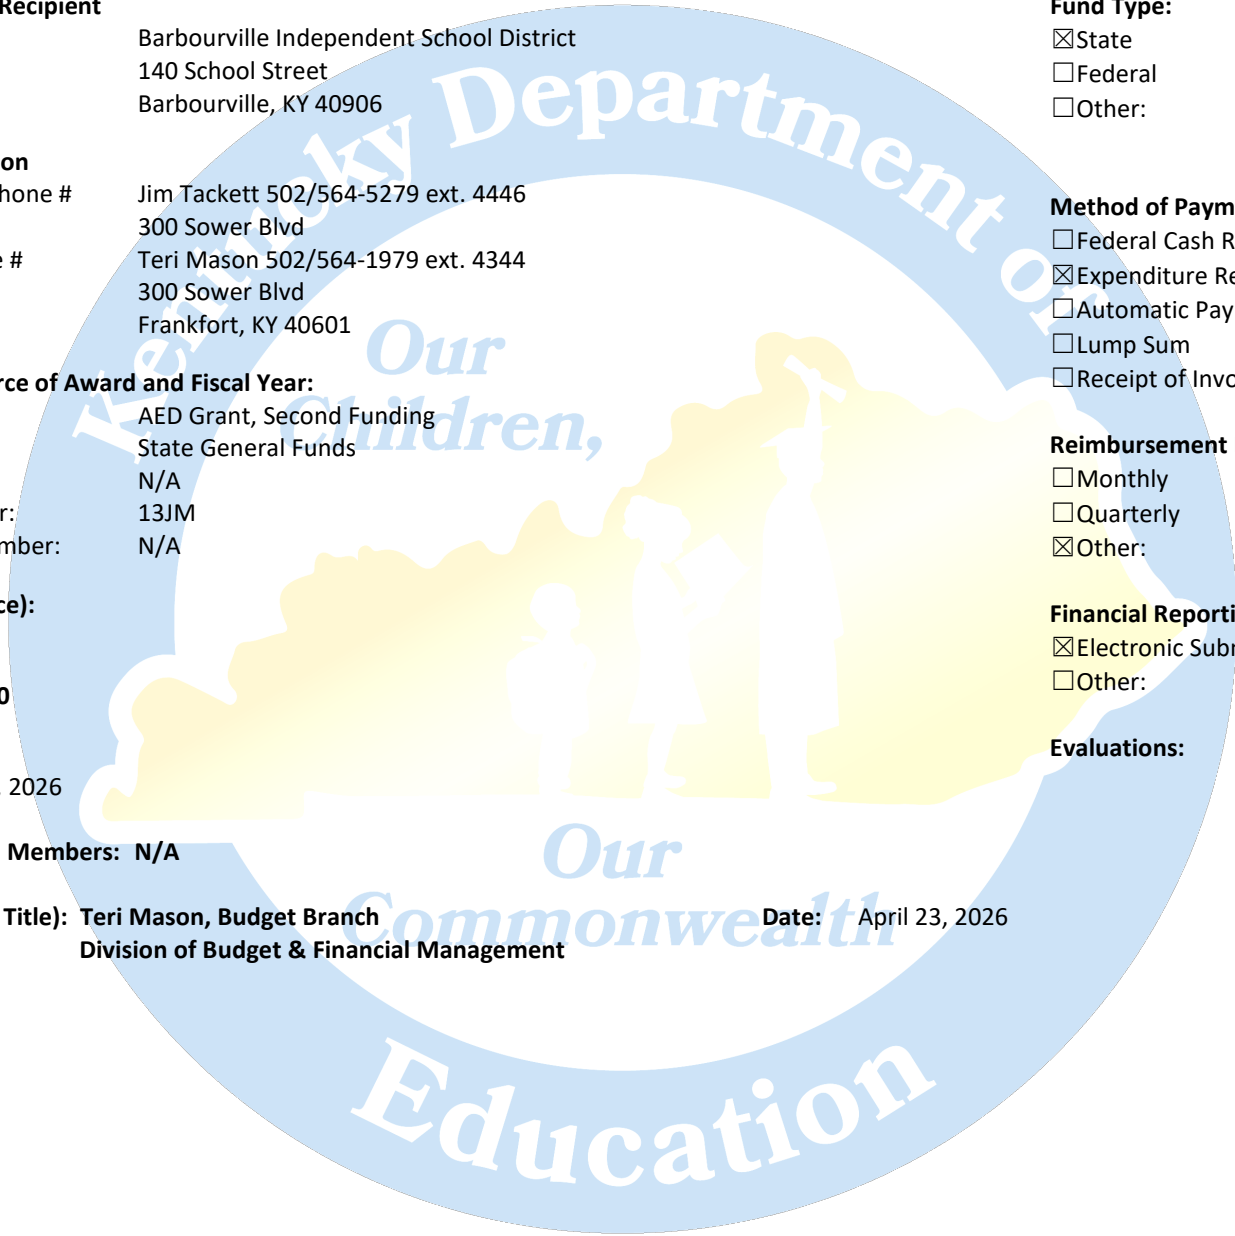 Recipient
Barbourville Independent School District
140 School Street
Barbourville, KY 40906
on
hone # Jim Tackett 502/564-5279 ext. 4446
300 Sower Blvd
e # Teri Mason 502/564-1979 ext. 4344
300 Sower Blvd
Frankfort, KY 40601
rce of Award and Fiscal Year:
AED Grant, Second Funding
State General Funds
N/A
r: 13JM
mber: N/A
ce):
0
, 2026
Members: N/A
Title): Teri Mason, Budget Branch Date: April 23, 2026
Division of Budget & Financial Management
Fund Type:
☒State
☐Federal
☐Other:
Method of Paym
☐Federal Cash R
☒Expenditure Re
☐Automatic Pay
☐Lump Sum
☐Receipt of Invo
Reimbursement
☐Monthly
☐Quarterly
☒Other:
Financial Reporti
☒Electronic Subr
☐Other:
Evaluations:
Kentucky Department of
Education
Our
Children,
Our
Commonwealth